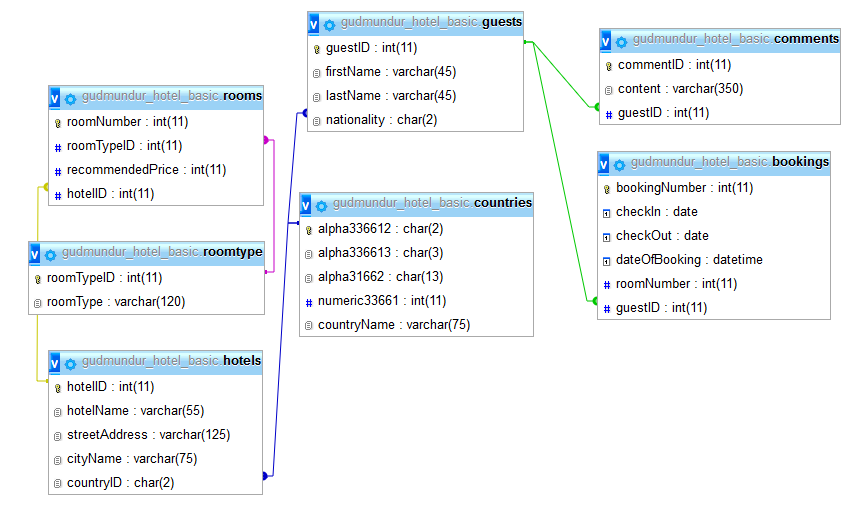 gudmundur_hotel_basic guests
guestID : int(11)
firstName : varchar(45)
lastName : varchar(45)
nationality : char(2)
gudmundur_hotel_basic comments
commentID : int(11)
content : varchar(350)
guestID : int(11)
gudmundur_hotel_basic rooms
roomNumber : int(11)
roomTypeID : int(11)
recommendedPrice : int(11)
hotelID : int(11)
gudmundur_hotel_basic bookings
bookingNumber : int(11)
checkIn : date
checkOut : date
dateOfBooking : datetime
roomNumber : int(11)
guestID : int(11)
gudmundur_hotel_basic countries
alpha336612 : char(2)
alpha336613 : char(3)
alpha31662 : char(13)
numeric33661 : int(11)
countryName : varchar(75)
gudmundur_hotel_basic roomtype
roomTypeID : int(11)
roomType : varchar(120)
gudmundur_hotel_basic hotels
hotelID : int(11)
hotelName : varchar(55)
streetAddress : varchar(125)
cityName : varchar(75)
countryID : char(2)